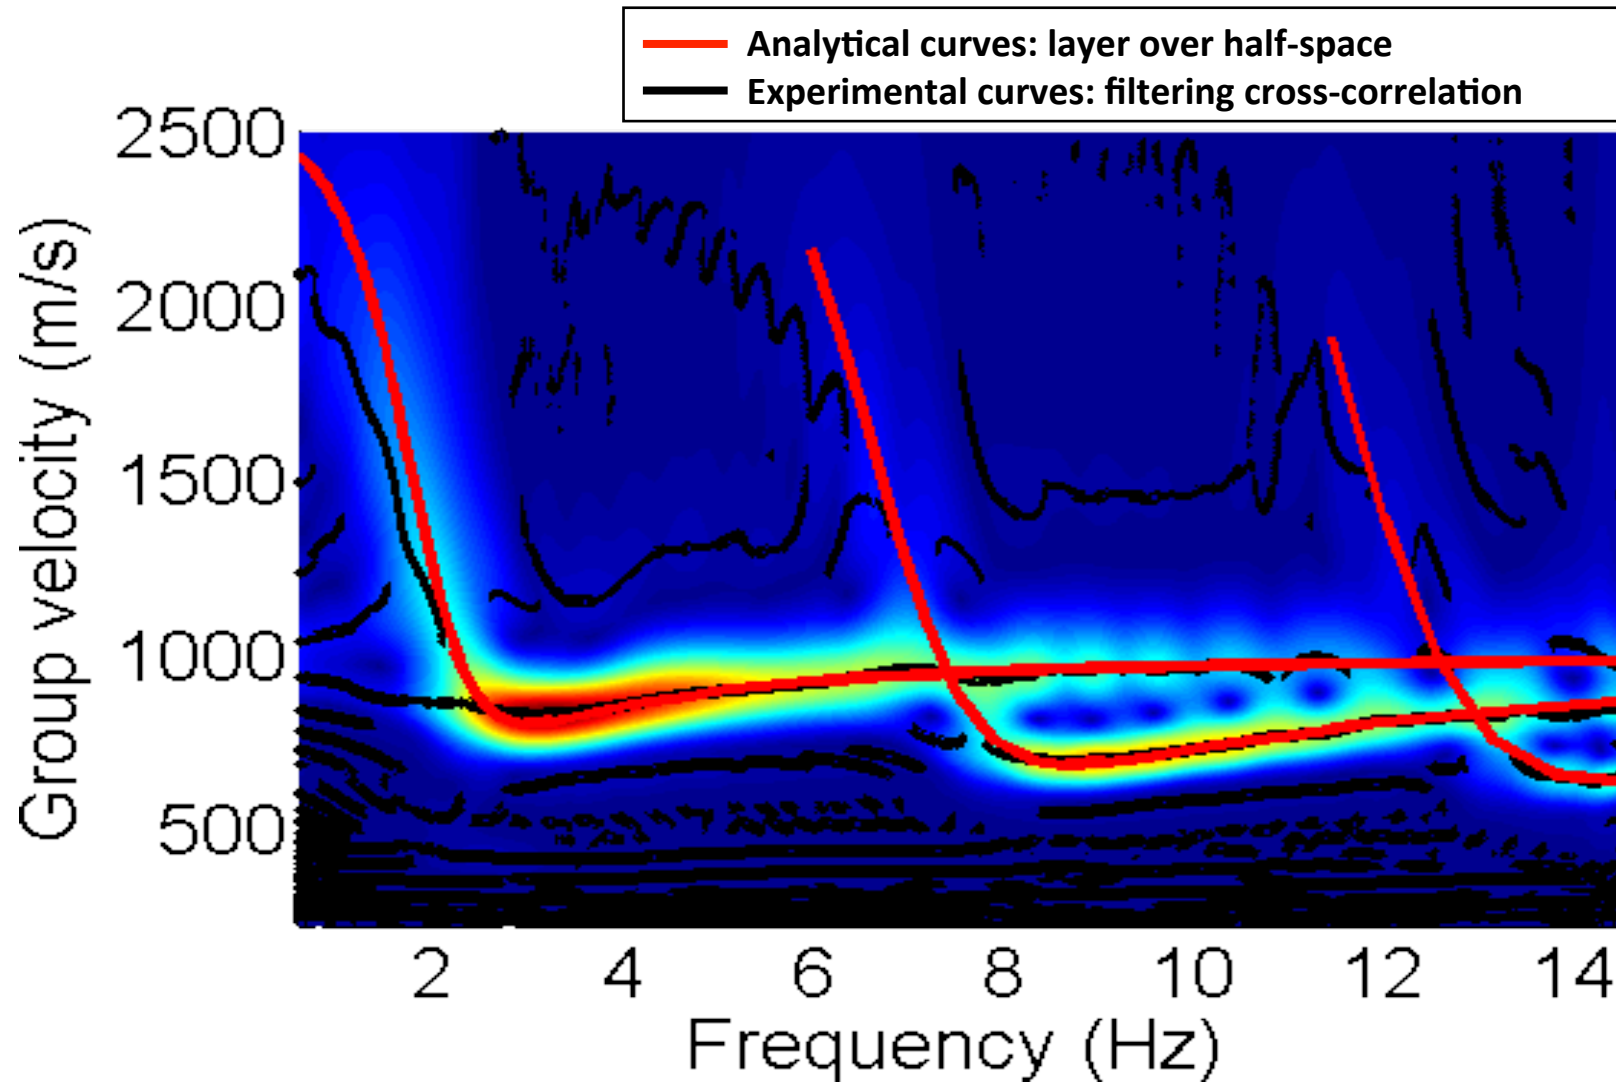 Analytical curves: layer over half-space
Experimental curves: filtering cross-correlation
2500
2000
1500
1000
500
Group velocity (m/s)
2 4 6 8 10 12 14
Frequency (Hz)